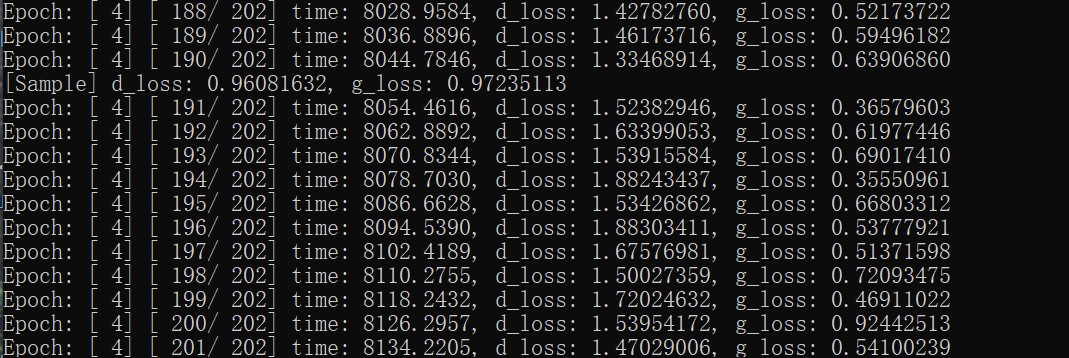 Epoch: [ 4] [ 188/ 202] time: 8028.9584, d_loss: 1.42782760, g_loss: 0.52173722
Epoch: [ 4] [ 189/ 202] time: 8036.8896, d_loss: 1.46173716, g_loss: 0.59496182
Epoch: [ 4] [ 190/ 202] time: 8044.7846, d_loss: 1.33468914, g_loss: 0.63906860
[Sample] d_loss: 0.96081632, g_loss: 0.97235113
Epoch: [ 4] [ 191/ 202] time: 8054.4616, d_loss: 1.52382946, g_loss: 0.36579603
Epoch: [ 4] [ 192/ 202] time: 8062.8892, d_loss: 1.63399053, g_loss: 0.61977446
Epoch: [ 4] [ 193/ 202] time: 8070.8344, d_loss: 1.53915584, g_loss: 0.69017410
Epoch: [ 4] [ 194/ 202] time: 8078.7030, d_loss: 1.88243437, g_loss: 0.35550961
Epoch: [ 4] [ 195/ 202] time: 8086.6628, d_loss: 1.53426862, g_loss: 0.66803312
Epoch: [ 4] [ 196/ 202] time: 8094.5390, d_loss: 1.88303411, g_loss: 0.53777921
Epoch: [ 4] [ 197/ 202] time: 8102.4189, d_loss: 1.67576981, g_loss: 0.51371598
Epoch: [ 4] [ 198/ 202] time: 8110.2755, d_loss: 1.50027359, g_loss: 0.72093475
Epoch: [ 4] [ 199/ 202] time: 8118.2432, d_loss: 1.72024632, g_loss: 0.46911022
Epoch: [ 4] [ 200/ 202] time: 8126.2957, d_loss: 1.53954172, g_loss: 0.92442513
Epoch: [ 4] [ 201/ 202] time: 8134.2205, d_loss: 1.47029006, g_loss: 0.54100239